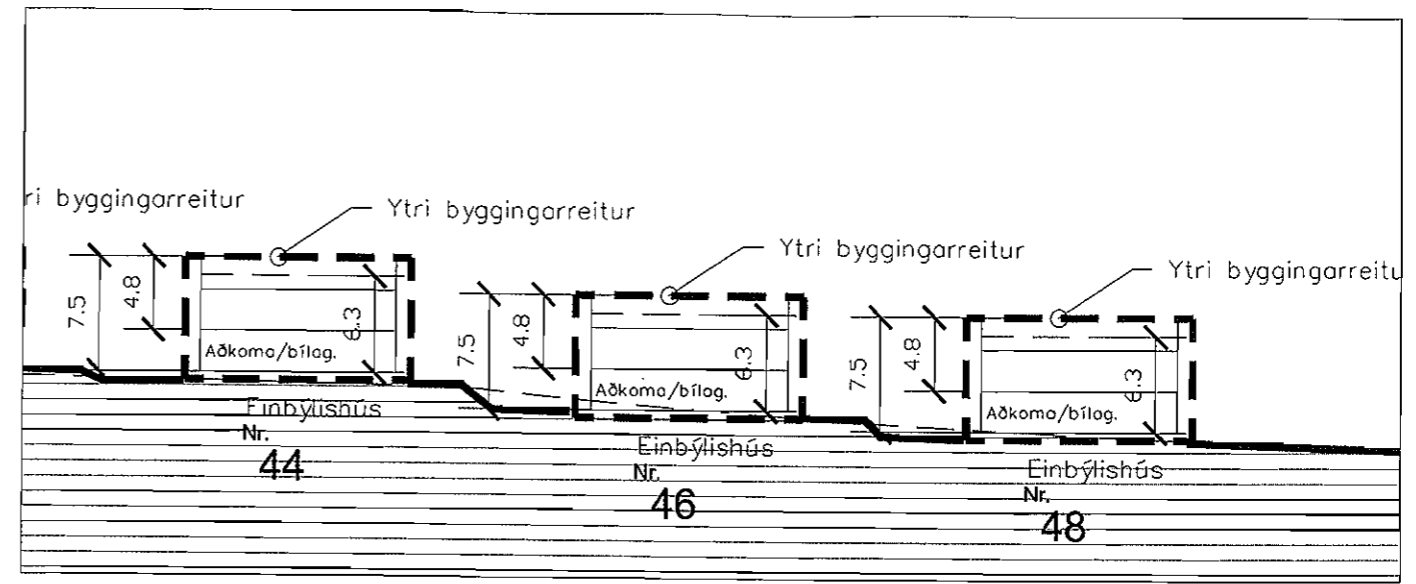 ri byggingarreitur
Ytri byggingarreitur
7.5
4.8
6.3
Aðkoma/bílag.
Einbýlishús
Nr.
44
Ytri byggingarreitur
7.5
4.8
6.3
Aðkoma/bílag.
Einbýlishús
Nr.
46
Ytri byggingarreitu
7.5
4.8
6.3
Aðkoma/bílag.
Einbýlishús
Nr.
48